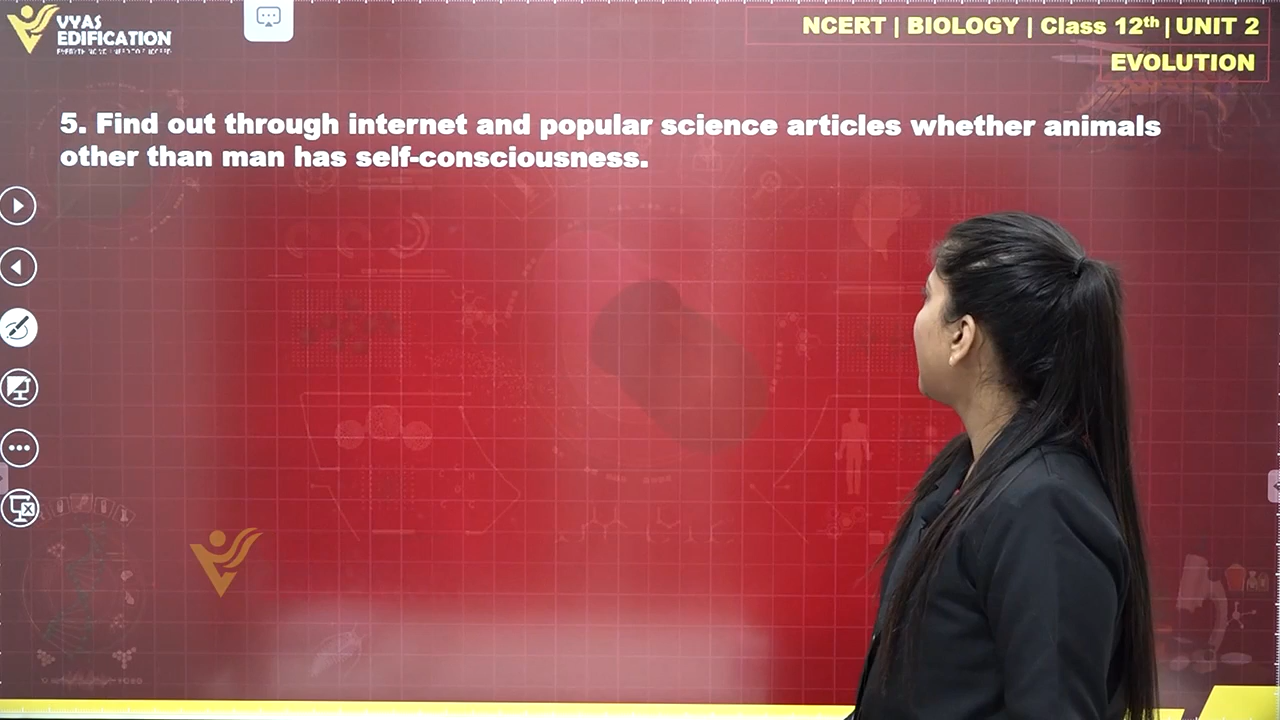 VYAS
EDIFICATION
NCERT | BIOLOGY | Class 12th | UNIT 2
EVOLUTION
5. Find out through internet and popular science articles whether animals
other than man has self-consciousness.